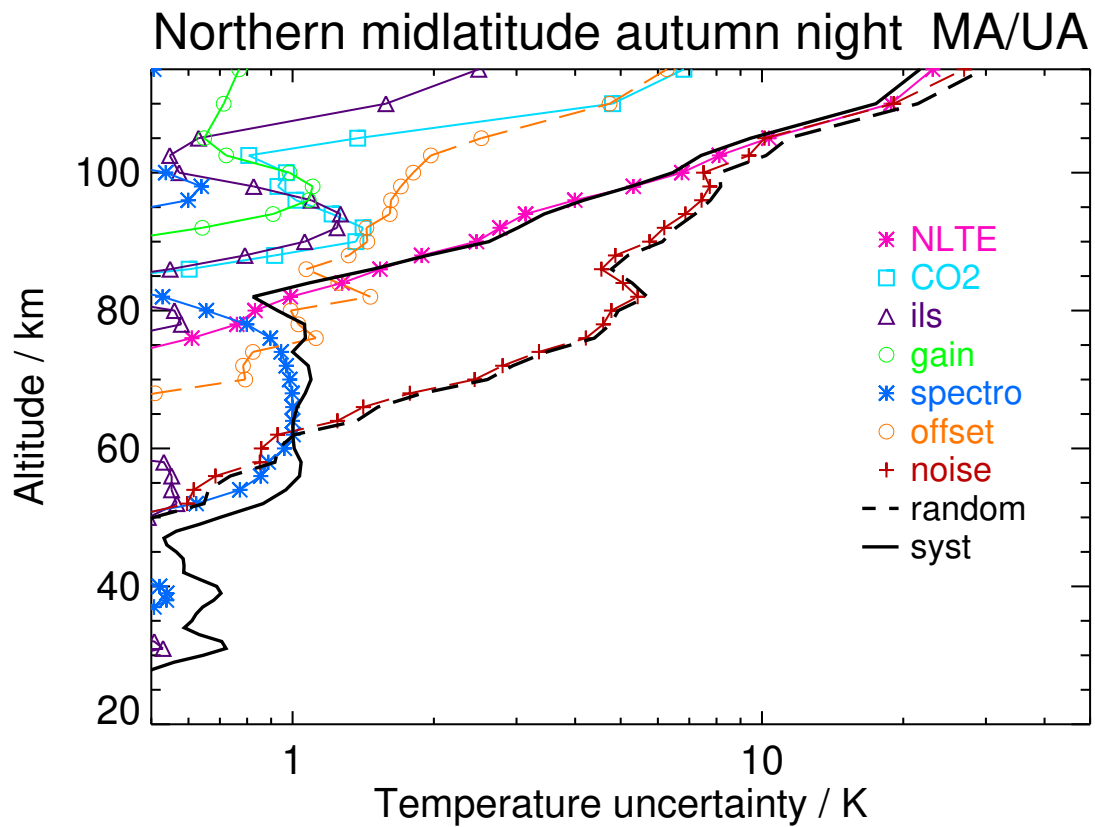 Northern midlatitude autumn night  MA/UA
Altitude / km
100
80
60
40
20
NLTE
CO2
ils
gain
spectro
offset
noise
random
syst
1
10
Temperature uncertainty / K